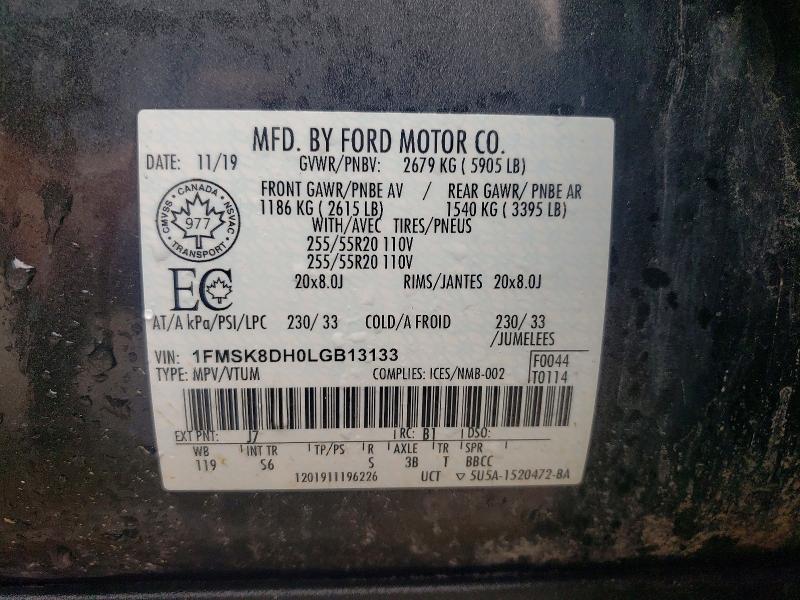 MFD. BY FORD MOTOR CO.
DATE: 11/19 GVWR/PNBV: 2679 KG ( 5905 LB)
FRONT GAWR/PNBE AV / REAR GAWR/ PNBE AR
1186 KG ( 2615 LB) 1540 KG ( 3395 LB)
WITH/AVEC TIRES/PNEUS
255/55R20 110V
255/55R20 110V
20x8.0J RIMS/JANTES 20x8.0J
CANADA
CMVSS NSVAC
977
TRANSPORT
EC
AT/A kPa/PSI/LPC 230/ 33 COLD/A FROID 230/ 33
/JUMELEES
VIN: 1FMSK8DH0LGB13133 F0044
TYPE: MPV/VTUM COMPLIES: ICES/NMB-002 T0114
EXT PNT: J7 RC: B1 DSO:
WB INT TR TP/PS R AXLE TR SPR
119 S6 S 3B T BBCC
1201911196226 UCT ▽ 5U5A-1520472-BA